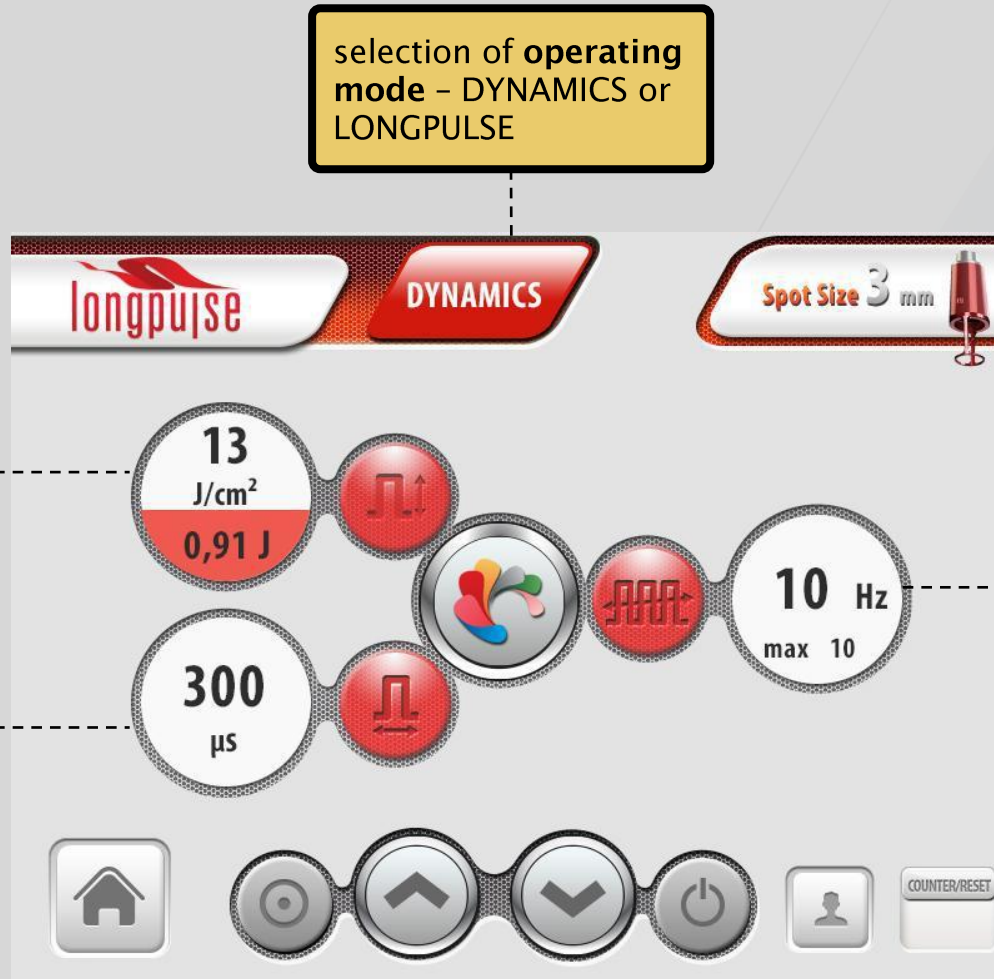 selection of operating
mode – DYNAMICS or
LONGPULSE
longpulse
DYNAMICS
Spot Size 3 mm
13
J/cm²
0,91 J
10 Hz
max 10
300
µs
COUNTER/RESET